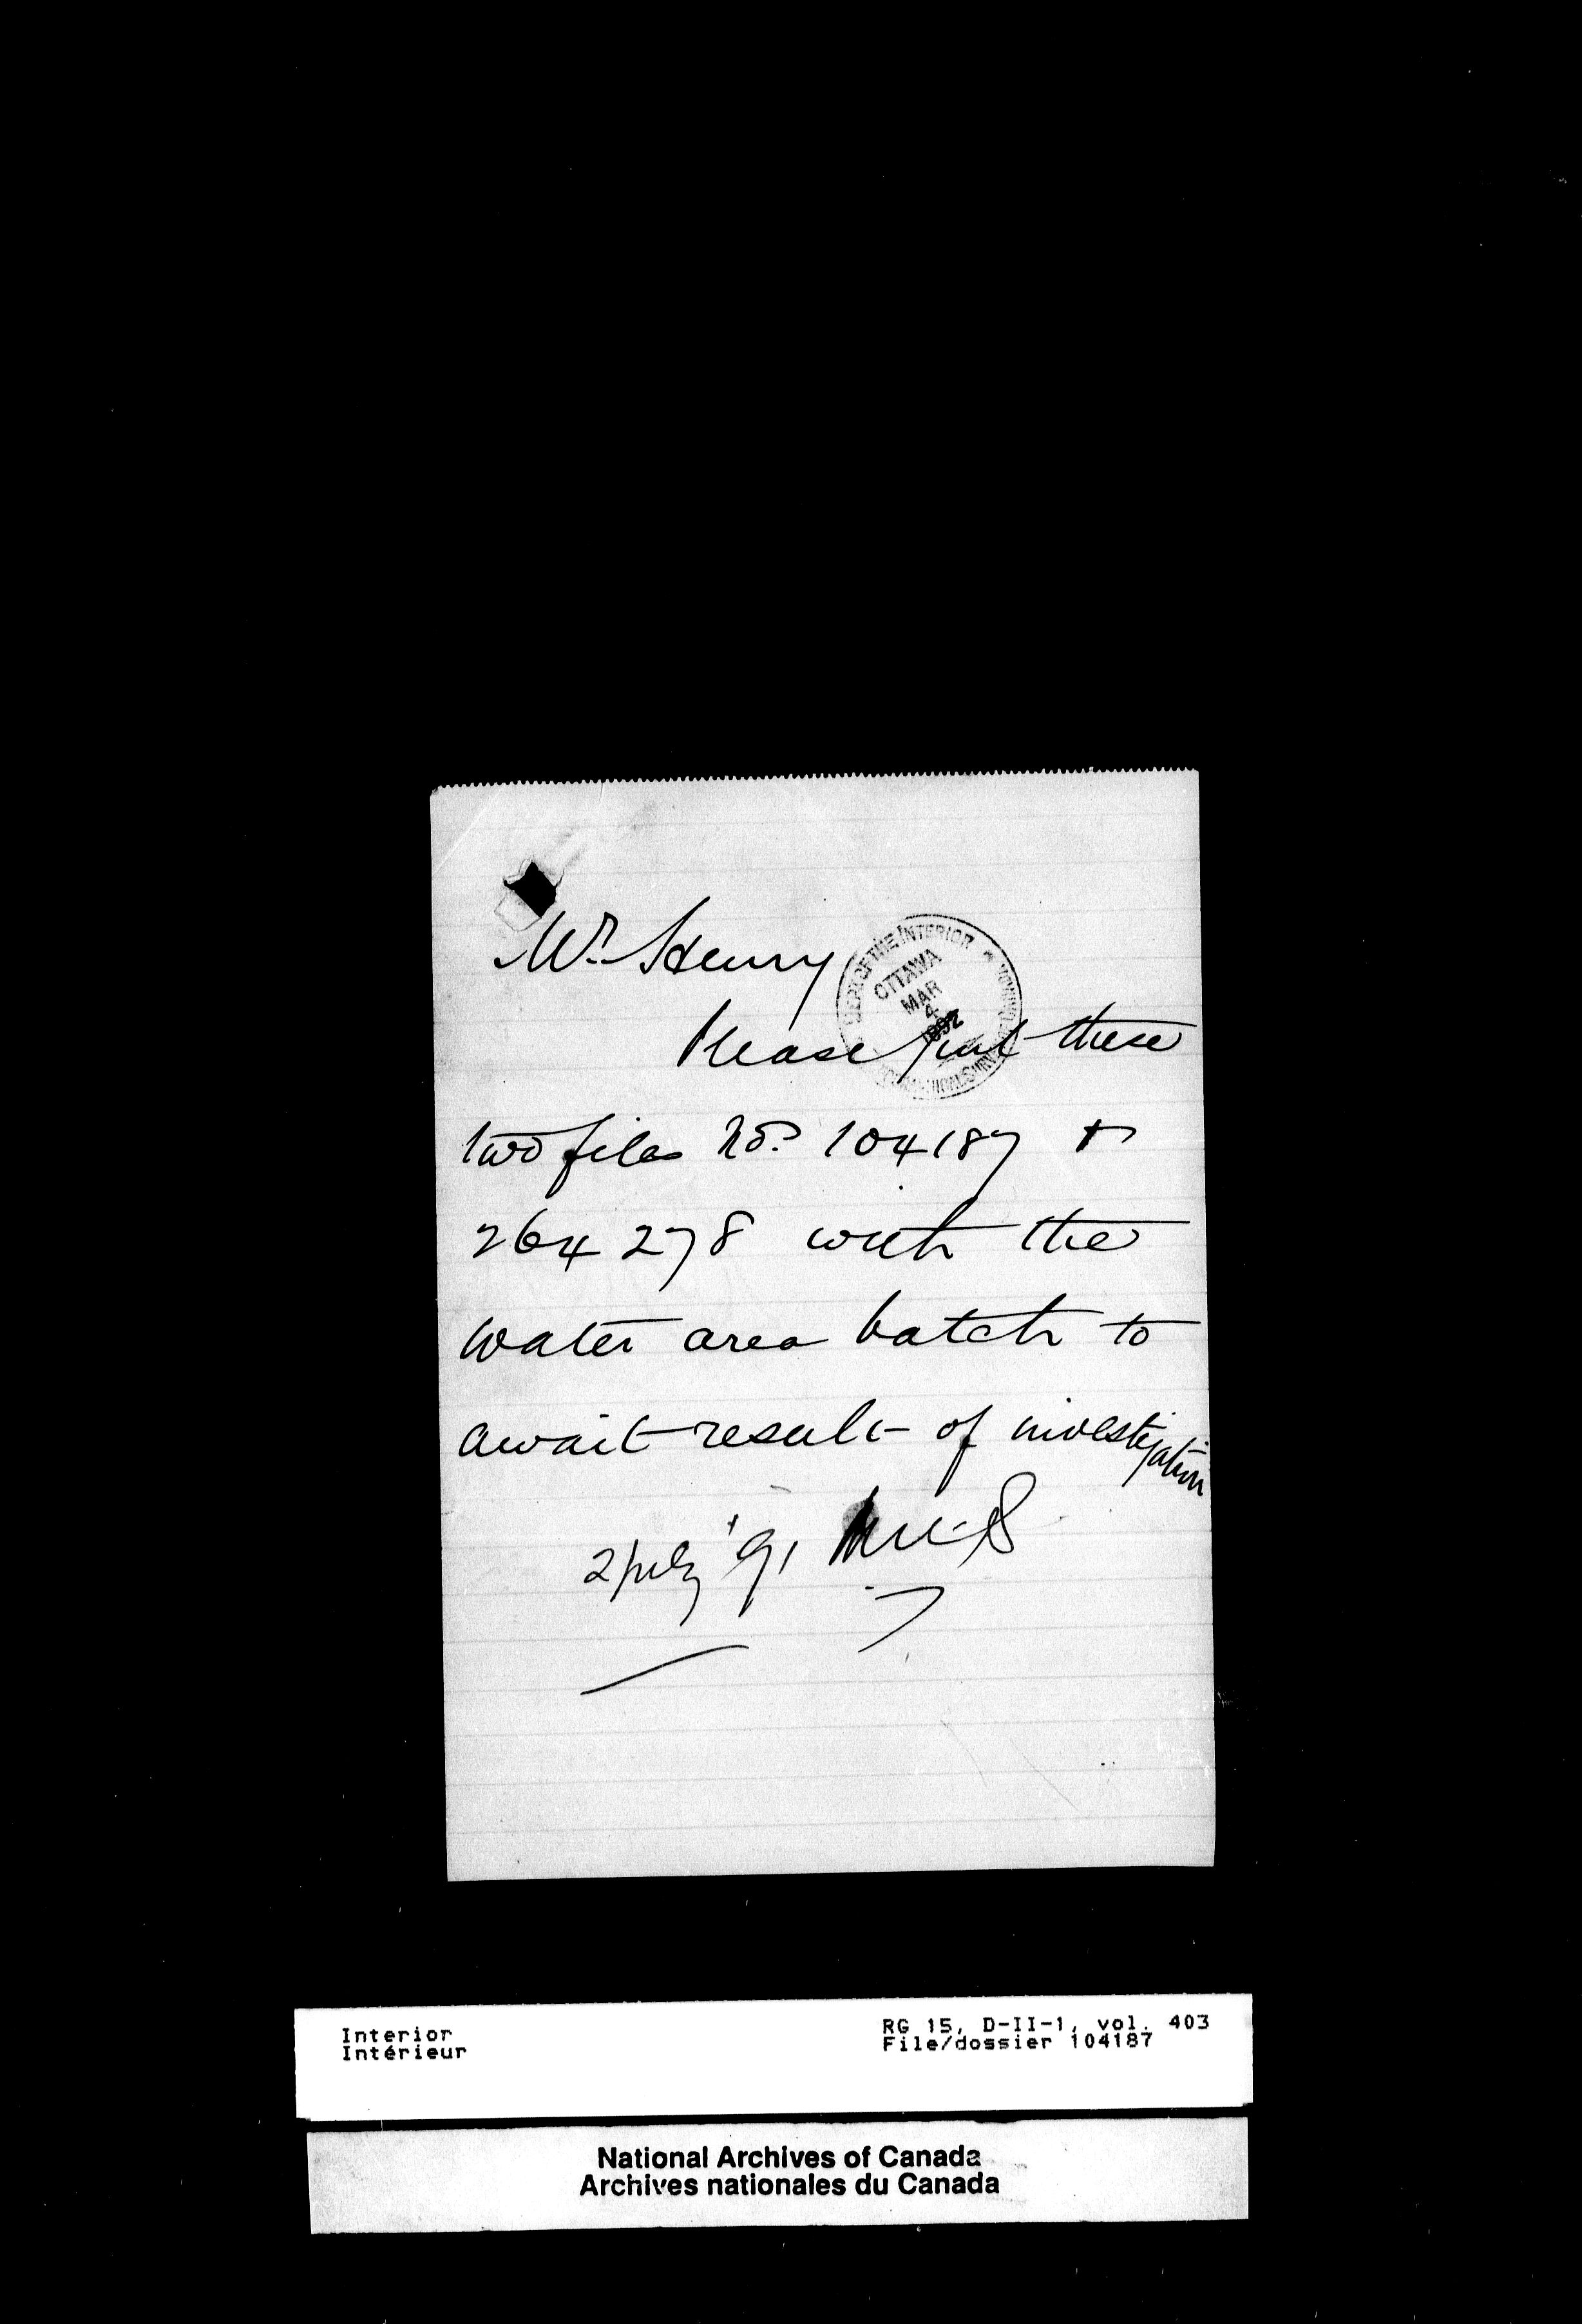 Mr. Henry
DEPT. OF THE INTERIOR
OTTAWA
MAR
4
1892
Please put these
two files No. 104187 &
264278 with the
water area batch to
await result of investigation
2 July '91
Interior
Intérieur
RG 15, D-II-1, vol. 403
File/dossier 104187
National Archives of Canada
Archives nationales du Canada